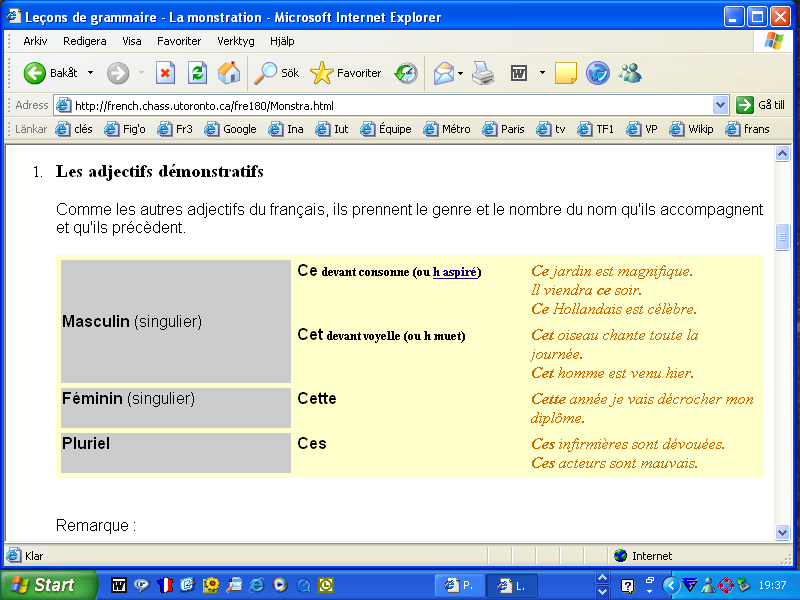 Leçons de grammaire - La monstration - Microsoft Internet Explorer
Arkiv Redigera Visa Favoriter Verktyg Hjälp
Bakåt Sök Favoriter
Adress http://french.chass.utoronto.ca/fre180/Monstra.html Gå till
Länkar clés Fig'o Fr3 Google Ina Iut Équipe Métro Paris tv TF1 VP Wikip frans
1. Les adjectifs démonstratifs
Comme les autres adjectifs du français, ils prennent le genre et le nombre du nom qu'ils accompagnent
et qu'ils précèdent.
Masculin (singulier)
Ce devant consonne (ou h aspiré)
Ce jardin est magnifique.
Il viendra ce soir.
Ce Hollandais est célèbre.
Cet devant voyelle (ou h muet)
Cet oiseau chante toute la
journée.
Cet homme est venu hier.
Féminin (singulier)
Cette
Cette année je vais décrocher mon
diplôme.
Pluriel
Ces
Ces infirmières sont dévouées.
Ces acteurs sont mauvais.
Remarque :
Klar Internet
Start P. L. 19:37